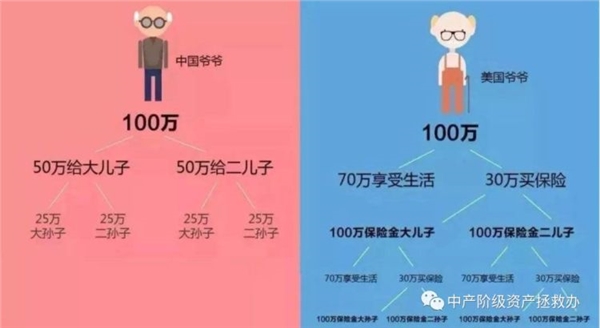 中国爷爷
100万
50万给大儿子
50万给二儿子
25万
大孙子
25万
二孙子
25万
大孙子
25万
二孙子
美国爷爷
100万
70万享受生活
30万买保险
100万保险金大儿子
100万保险金二儿子
70万享受生活
30万买保险
70万享受生活
30万买保险
100万保险金大孙子
100万保险金二孙子
100万保险金大孙子
100万保险金二孙子
中产阶级资产拯救办